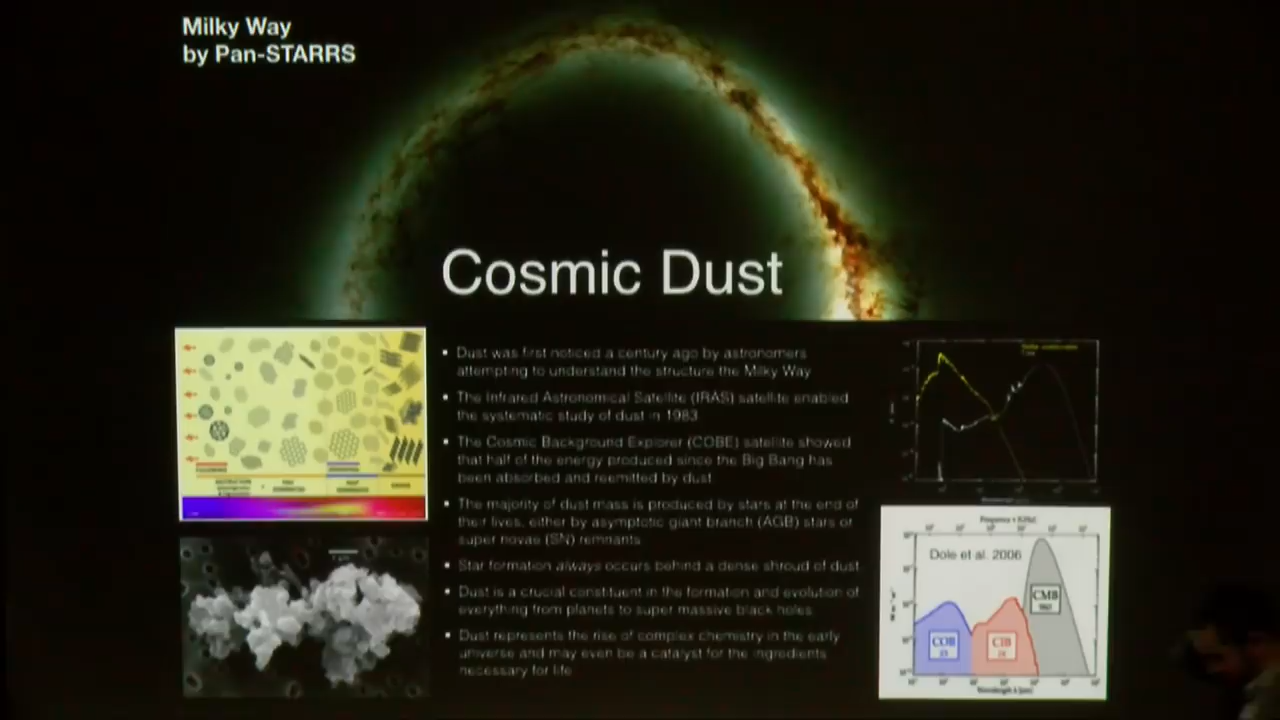 Milky Way
by Pan-STARRS
Cosmic Dust
Dust was first noticed a century ago by astronomers
attempting to understand the structure the Milky Way
The Infrared Astronomical Satellite (IRAS) satellite enabled
the systematic study of dust in 1983
The Cosmic Background Explorer (COBE) satellite showed
that half of the energy produced since the Big Bang has
been absorbed and reemitted by dust
The majority of dust mass is produced by stars at the end of
their lives, either by asymptotic giant branch (AGB) stars or
super novae (SN) remnants
Star formation always occurs behind a dense shroud of dust
Dust is a crucial constituent in the formation and evolution of
everything from planets to super massive black holes
Dust represents the rise of complex chemistry in the early
universe and may even be a catalyst for the ingredients
necessary for life
Dole et al. 2006
CMB
960
COB
23
CIB
24